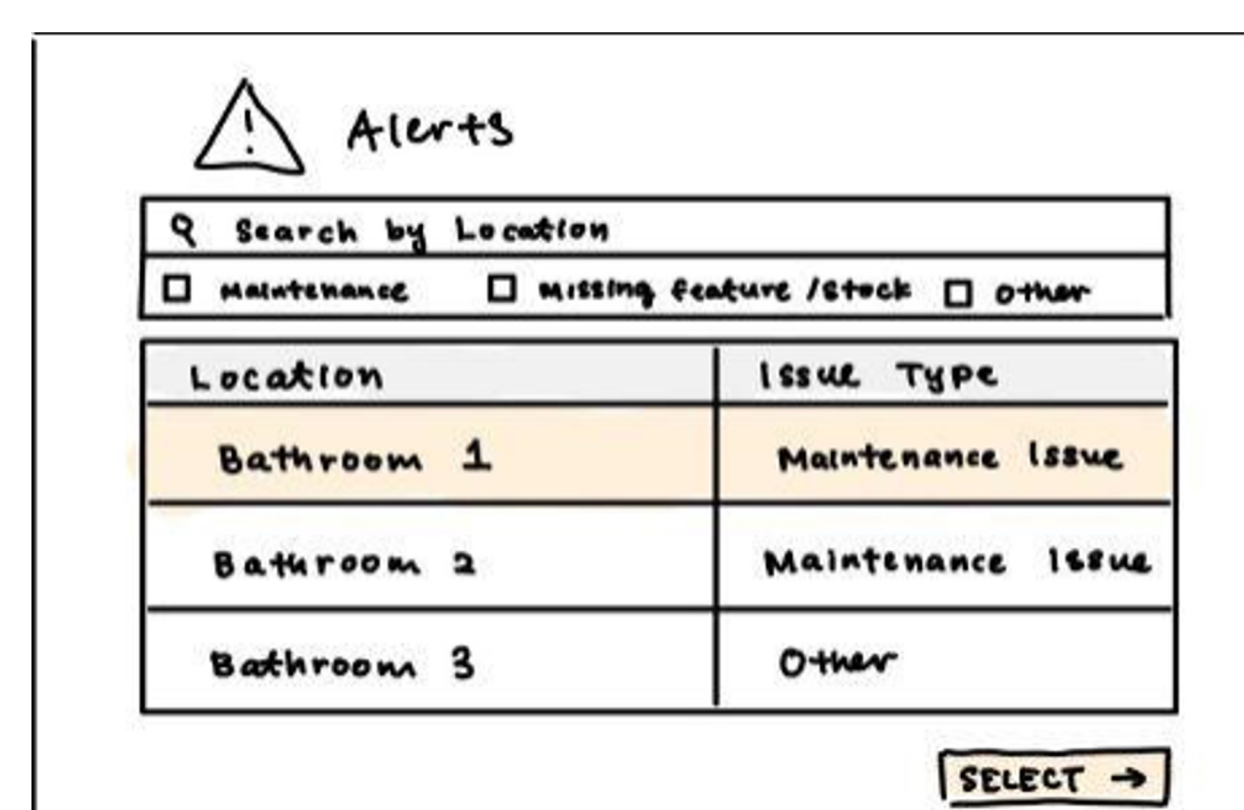 Alerts
Search by Location
Maintenance Missing feature/stock Other
Location Issue Type
Bathroom 1 Maintenance Issue
Bathroom 2 Maintenance Issue
Bathroom 3 Other
SELECT →